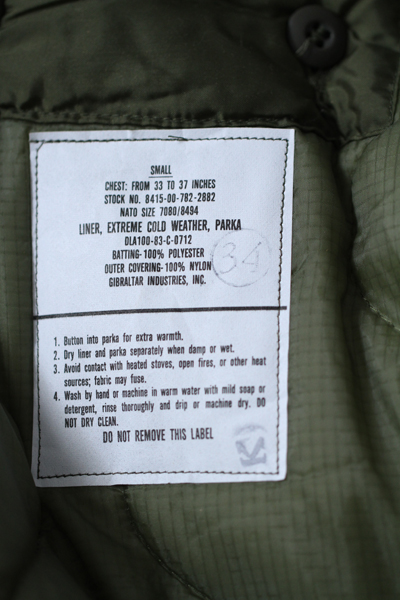 SMALL
CHEST: FROM 33 TO 37 INCHES
STOCK NO. 8415-00-782-2882
NATO SIZE 7080/8494
LINER, EXTREME COLD WEATHER, PARKA
DLA100-83-C-0712
BATTING-100% POLYESTER
OUTER COVERING-100% NYLON
GIBRALTAR INDUSTRIES, INC.
34
1. Button into parka for extra warmth.
2. Dry liner and parka separately when damp or wet.
3. Avoid contact with heated stoves, open fires, or other heat
sources; fabric may fuse.
4. Wash by hand or machine in warm water with mild soap or
detergent, rinse thoroughly and drip or machine dry. DO
NOT DRY CLEAN.
DO NOT REMOVE THIS LABEL